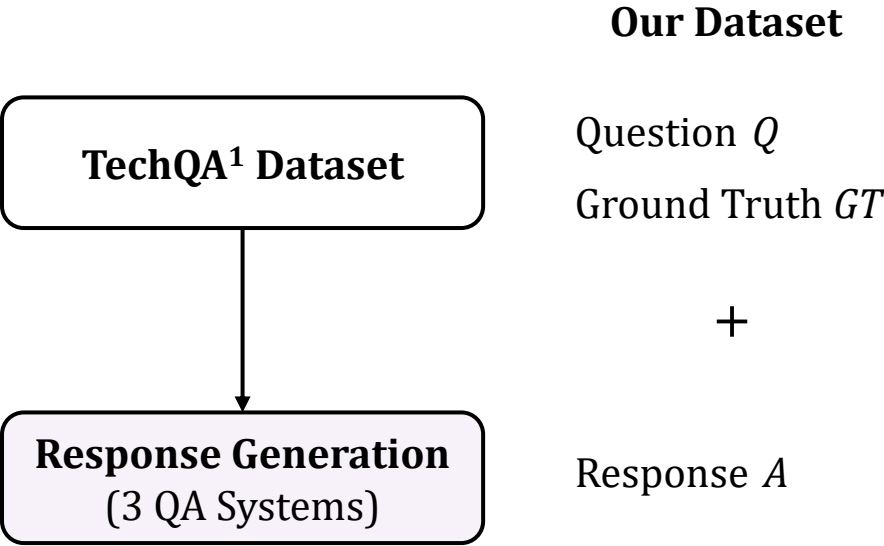 Our Dataset
TechQA¹ Dataset
Question Q
Ground Truth GT
+
Response Generation
(3 QA Systems)
Response A